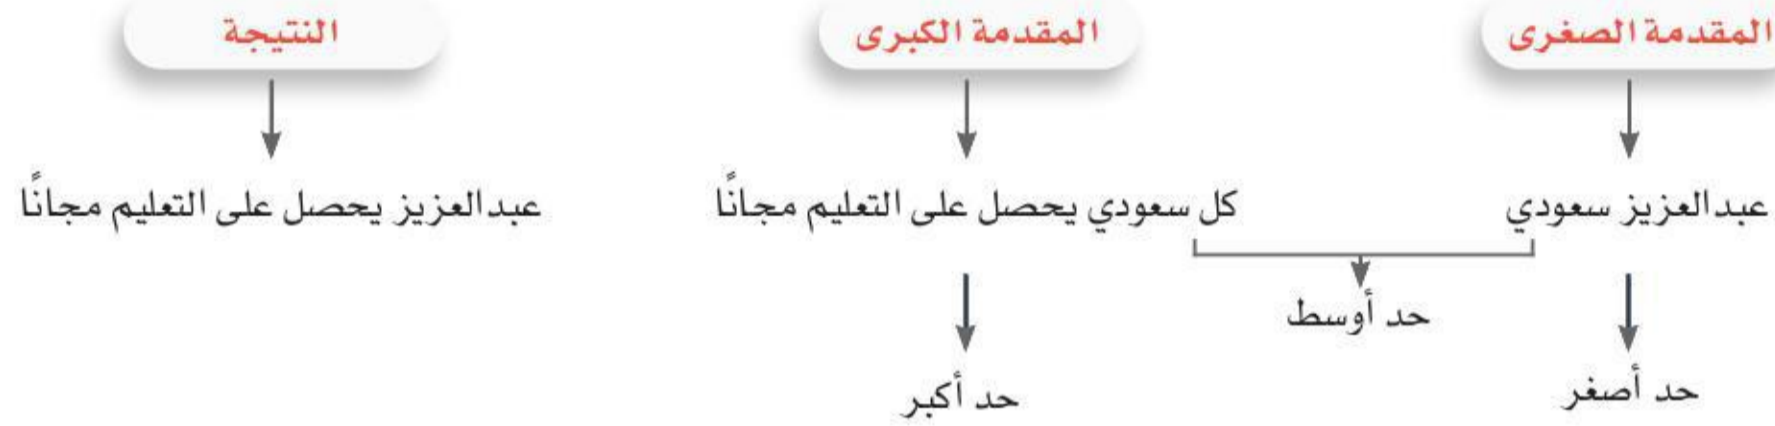 المقدمة الصغرى
المقدمة الكبرى
النتيجة
عبدالعزيز سعودي
كل سعودي يحصل على التعليم مجانًا
عبدالعزيز يحصل على التعليم مجانًا
حد أوسط
حد أصغر
حد أكبر